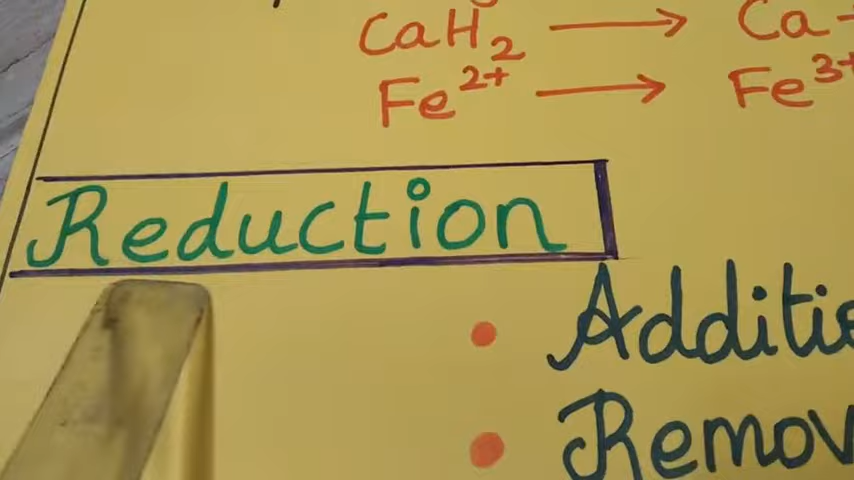 CaH₂ → Ca
Fe²⁺ → Fe³⁺
Reduction
• Additi
• Remov